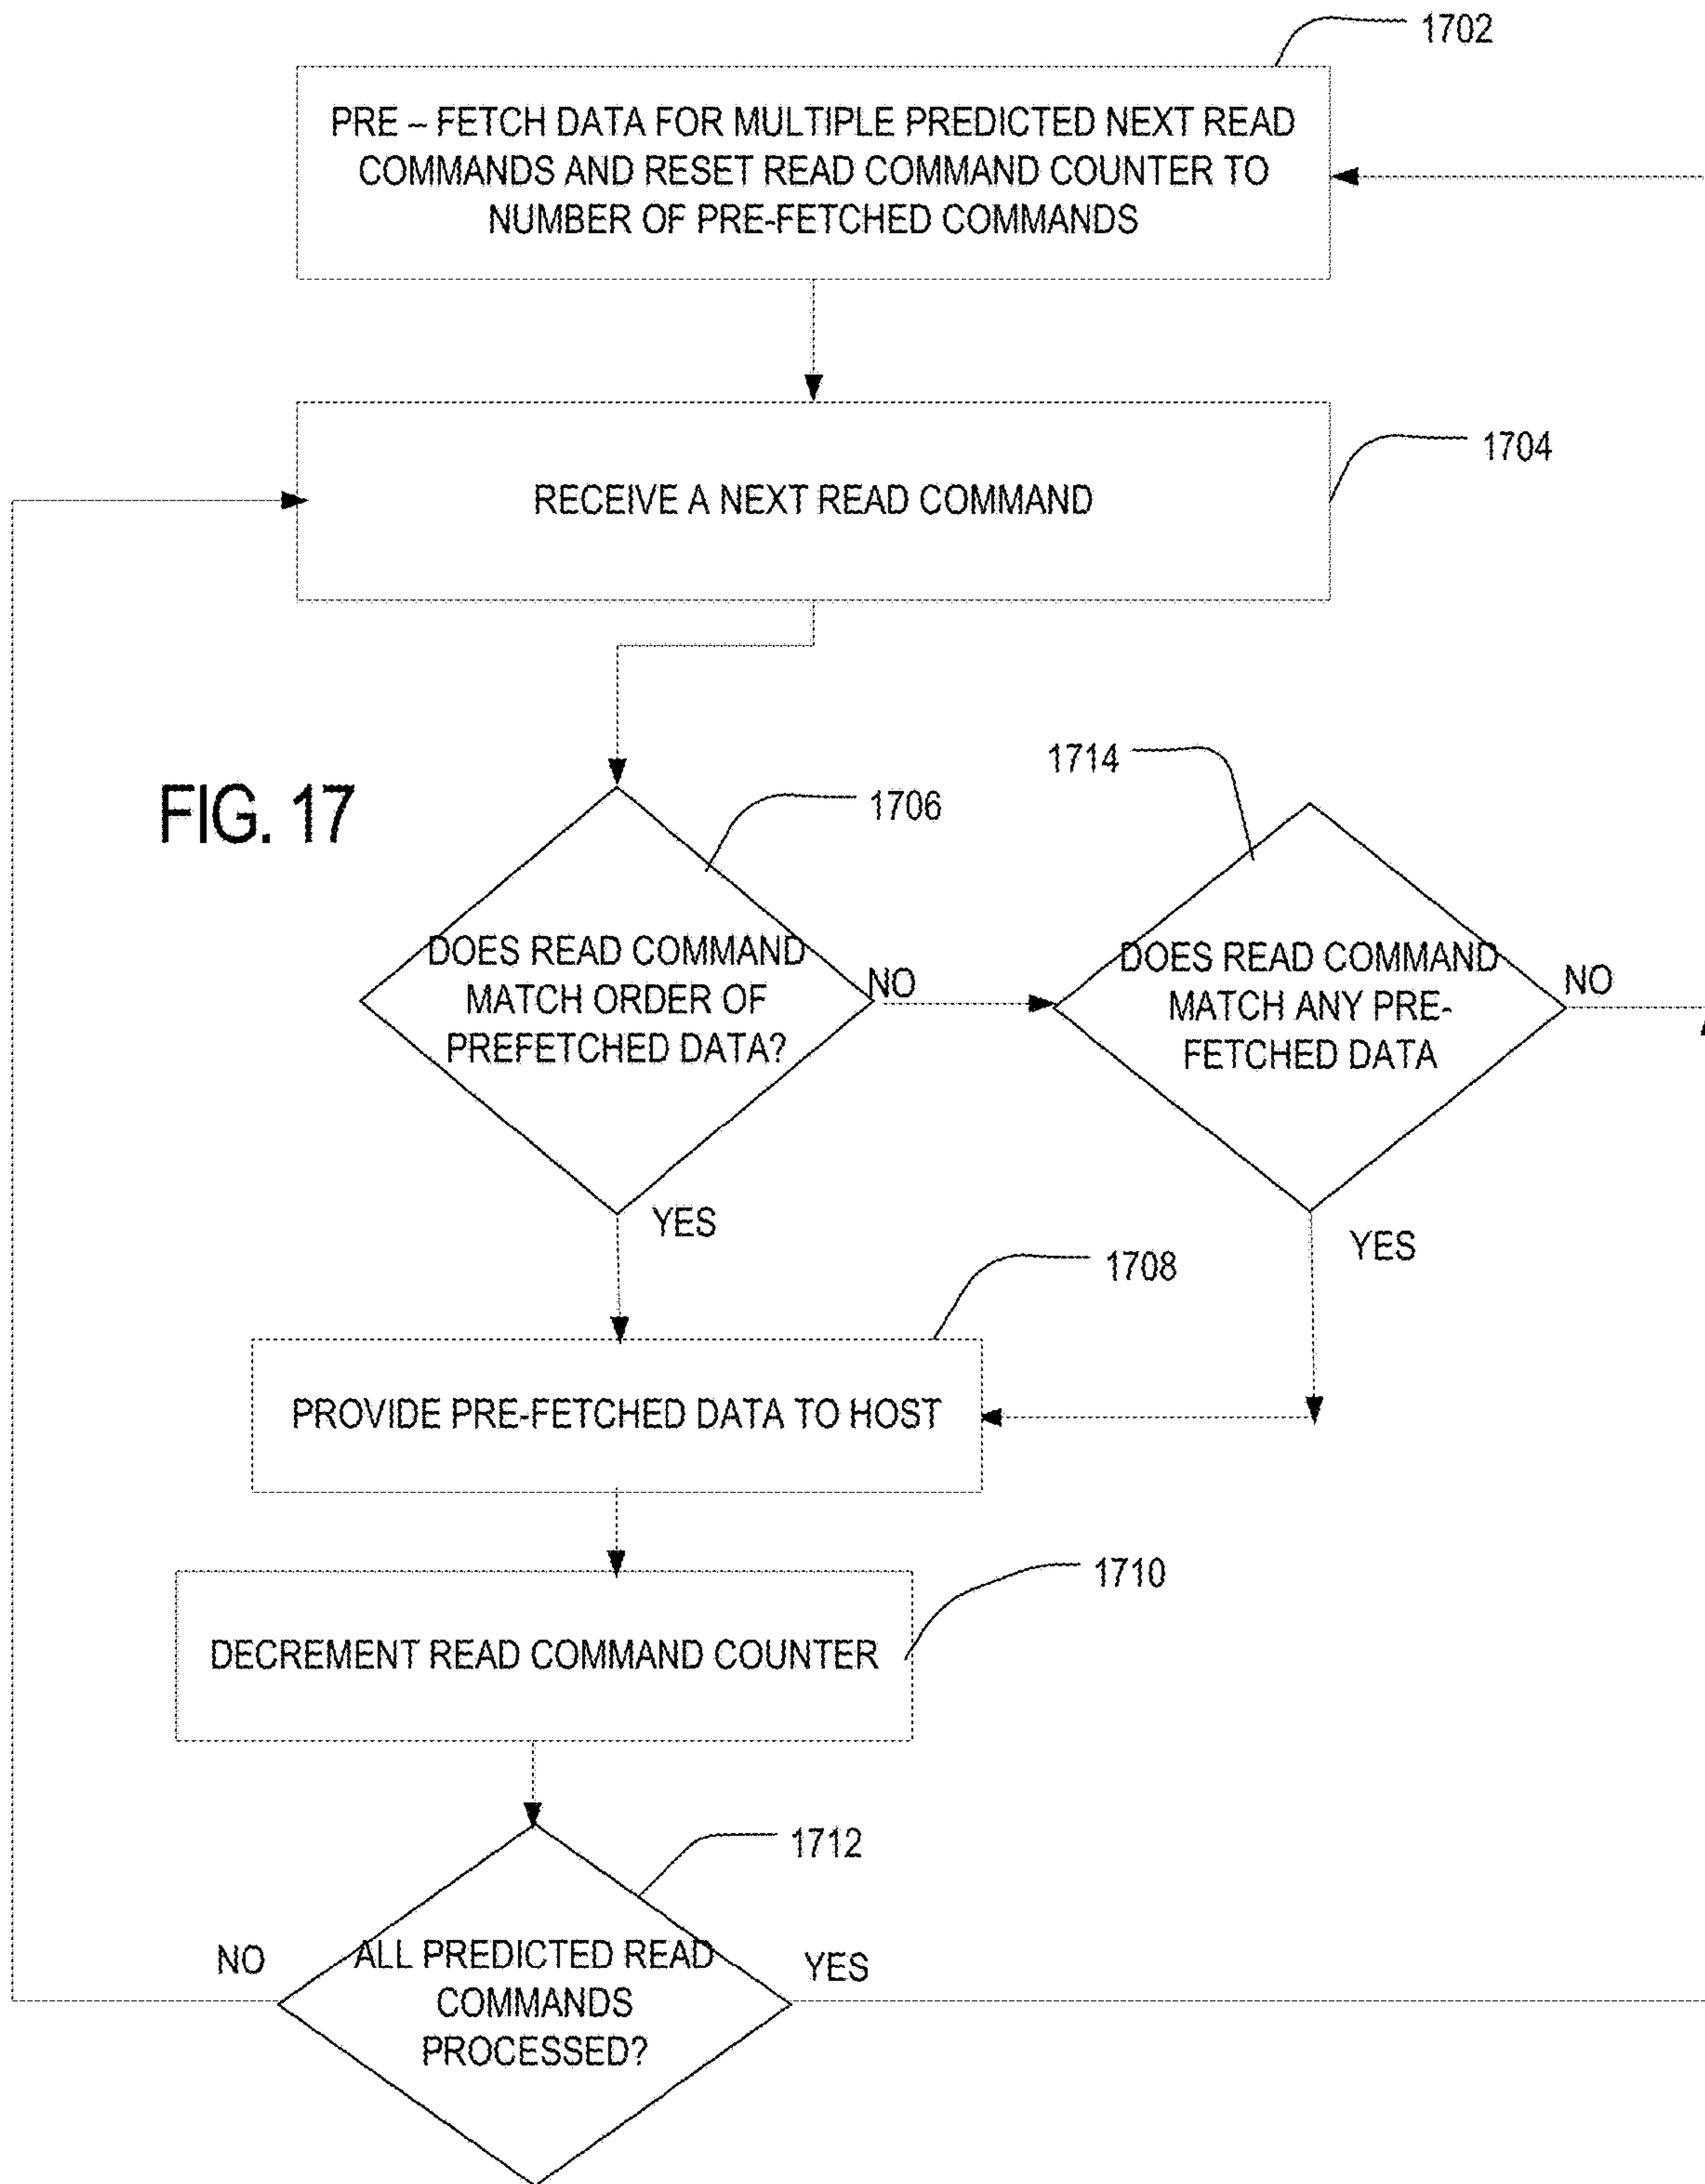 1702
PRE – FETCH DATA FOR MULTIPLE PREDICTED NEXT READ
COMMANDS AND RESET READ COMMAND COUNTER TO
NUMBER OF PRE-FETCHED COMMANDS
1704
RECEIVE A NEXT READ COMMAND
FIG. 17
1706
DOES READ COMMAND
MATCH ORDER OF
PREFETCHED DATA?
NO
YES
1714
DOES READ COMMAND
MATCH ANY PRE-
FETCHED DATA
NO
YES
1708
PROVIDE PRE-FETCHED DATA TO HOST
1710
DECREMENT READ COMMAND COUNTER
1712
ALL PREDICTED READ
COMMANDS
PROCESSED?
NO
YES